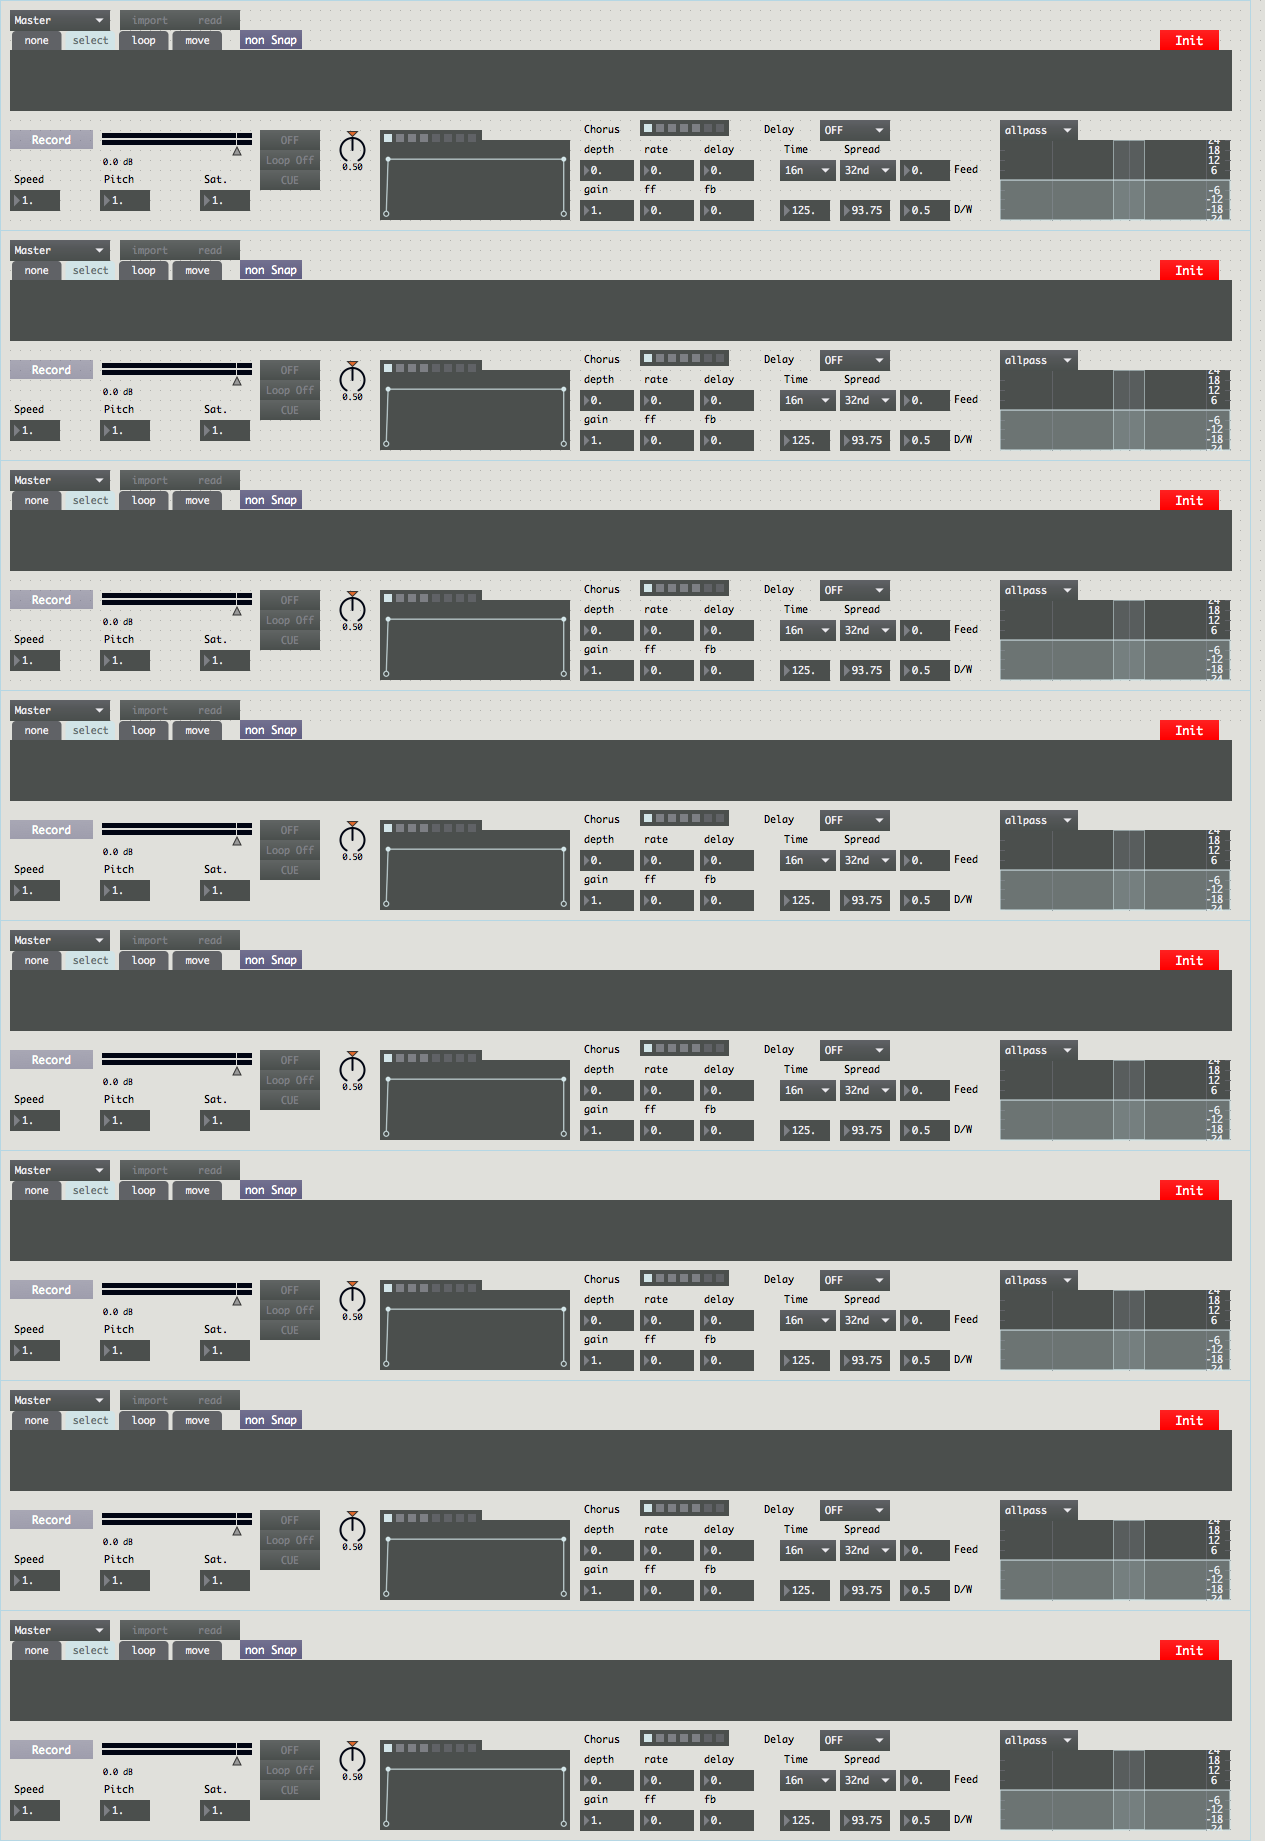 Master import read
none select loop move non Snap Init
Record OFF Chorus Delay OFF allpass
0.0 dB Loop Off 0.50 depth rate delay Time Spread 24 18 12
Speed Pitch Sat. CUE 0. 0. 0. 16n 32nd 0. Feed 6
gain ff fb -6
1. 1. 1. 1. 0. 0. 125. 93.75 0.5 D/W -12 -18 -24
Master import read
none select loop move non Snap Init
Record OFF Chorus Delay OFF allpass
0.0 dB Loop Off 0.50 depth rate delay Time Spread 24 18 12
Speed Pitch Sat. CUE 0. 0. 0. 16n 32nd 0. Feed 6
gain ff fb -6
1. 1. 1. 1. 0. 0. 125. 93.75 0.5 D/W -12 -18 -24
Master import read
none select loop move non Snap Init
Record OFF Chorus Delay OFF allpass
0.0 dB Loop Off 0.50 depth rate delay Time Spread 24 18 12
Speed Pitch Sat. CUE 0. 0. 0. 16n 32nd 0. Feed 6
gain ff fb -6
1. 1. 1. 1. 0. 0. 125. 93.75 0.5 D/W -12 -18 -24
Master import read
none select loop move non Snap Init
Record OFF Chorus Delay OFF allpass
0.0 dB Loop Off 0.50 depth rate delay Time Spread 24 18 12
Speed Pitch Sat. CUE 0. 0. 0. 16n 32nd 0. Feed 6
gain ff fb -6
1. 1. 1. 1. 0. 0. 125. 93.75 0.5 D/W -12 -18 -24
Master import read
none select loop move non Snap Init
Record OFF Chorus Delay OFF allpass
0.0 dB Loop Off 0.50 depth rate delay Time Spread 24 18 12
Speed Pitch Sat. CUE 0. 0. 0. 16n 32nd 0. Feed 6
gain ff fb -6
1. 1. 1. 1. 0. 0. 125. 93.75 0.5 D/W -12 -18 -24
Master import read
none select loop move non Snap Init
Record OFF Chorus Delay OFF allpass
0.0 dB Loop Off 0.50 depth rate delay Time Spread 24 18 12
Speed Pitch Sat. CUE 0. 0. 0. 16n 32nd 0. Feed 6
gain ff fb -6
1. 1. 1. 1. 0. 0. 125. 93.75 0.5 D/W -12 -18 -24
Master import read
none select loop move non Snap Init
Record OFF Chorus Delay OFF allpass
0.0 dB Loop Off 0.50 depth rate delay Time Spread 24 18 12
Speed Pitch Sat. CUE 0. 0. 0. 16n 32nd 0. Feed 6
gain ff fb -6
1. 1. 1. 1. 0. 0. 125. 93.75 0.5 D/W -12 -18 -24
Master import read
none select loop move non Snap Init
Record OFF Chorus Delay OFF allpass
0.0 dB Loop Off 0.50 depth rate delay Time Spread 24 18 12
Speed Pitch Sat. CUE 0. 0. 0. 16n 32nd 0. Feed 6
gain ff fb -6
1. 1. 1. 1. 0. 0. 125. 93.75 0.5 D/W -12 -18 -24